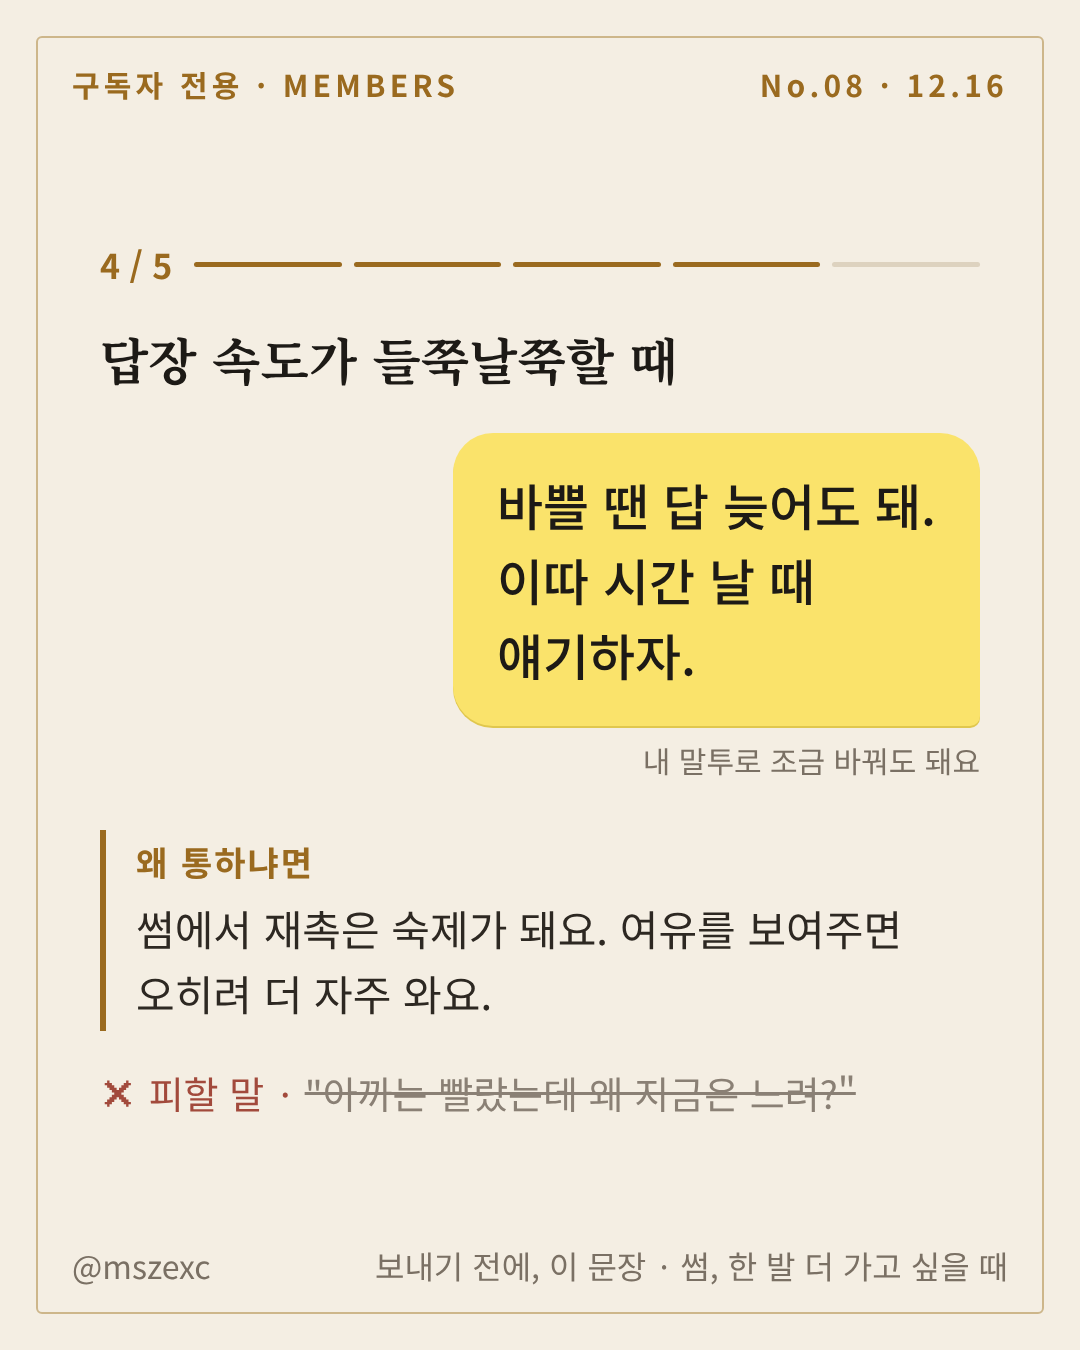 구독자 전용 · MEMBERS
No.08 · 12.16
4 / 5
답장 속도가 들쭉날쭉할 때
바쁠 땐 답 늦어도 돼.
이따 시간 날 때
얘기하자.
내 말투로 조금 바꿔도 돼요
왜 통하냐면
썸에서 재촉은 숙제가 돼요. 여유를 보여주면
오히려 더 자주 와요.
✕ 피할 말 · "아까는 빨랐는데 왜 지금은 느려?"
@mszexc
보내기 전에, 이 문장 · 썸, 한 발 더 가고 싶을 때